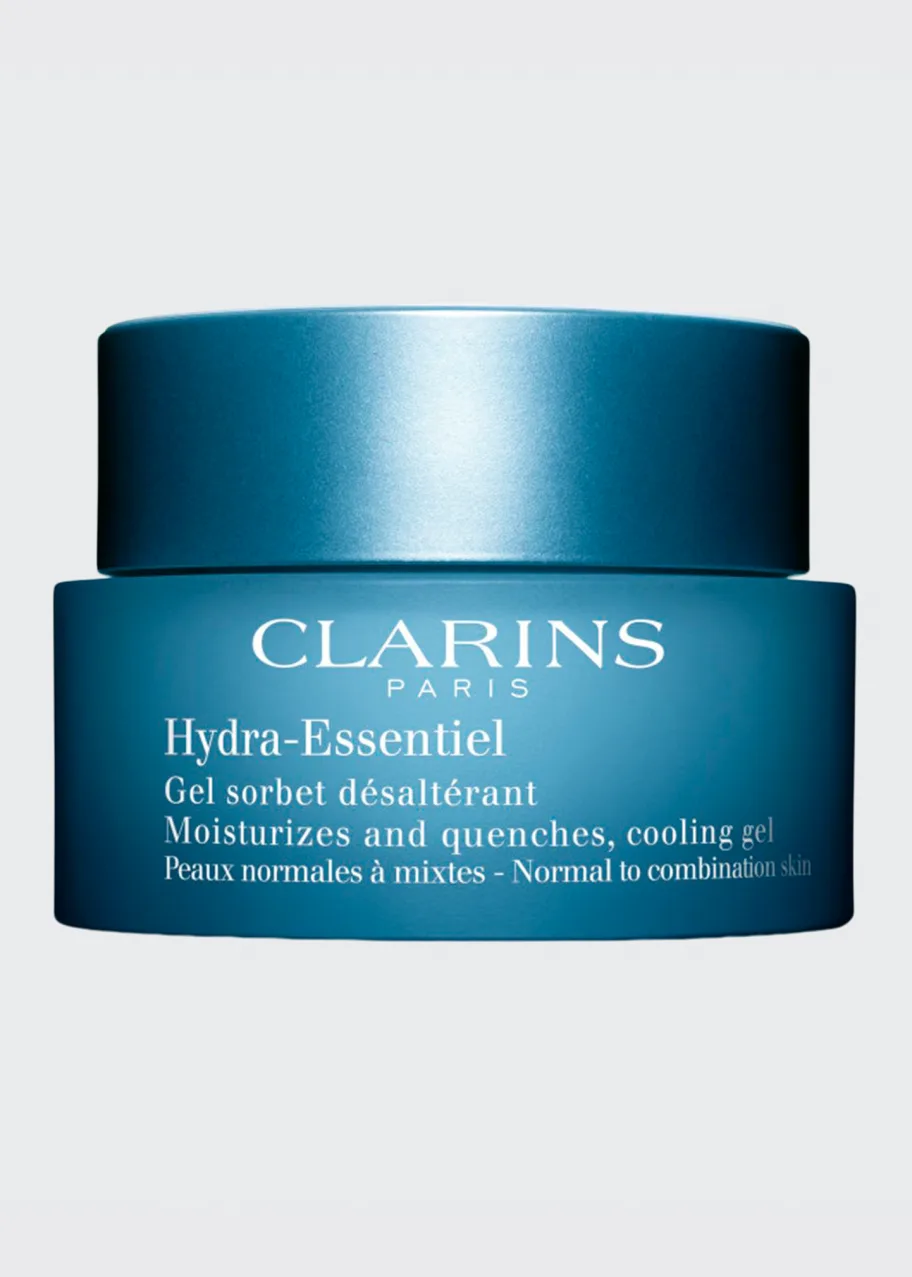 CLARINS
PARIS
Hydra-Essentiel
Gel sorbet désaltérant
Moisturizes and quenches, cooling gel
Peaux normales à mixtes - Normal to combination skin